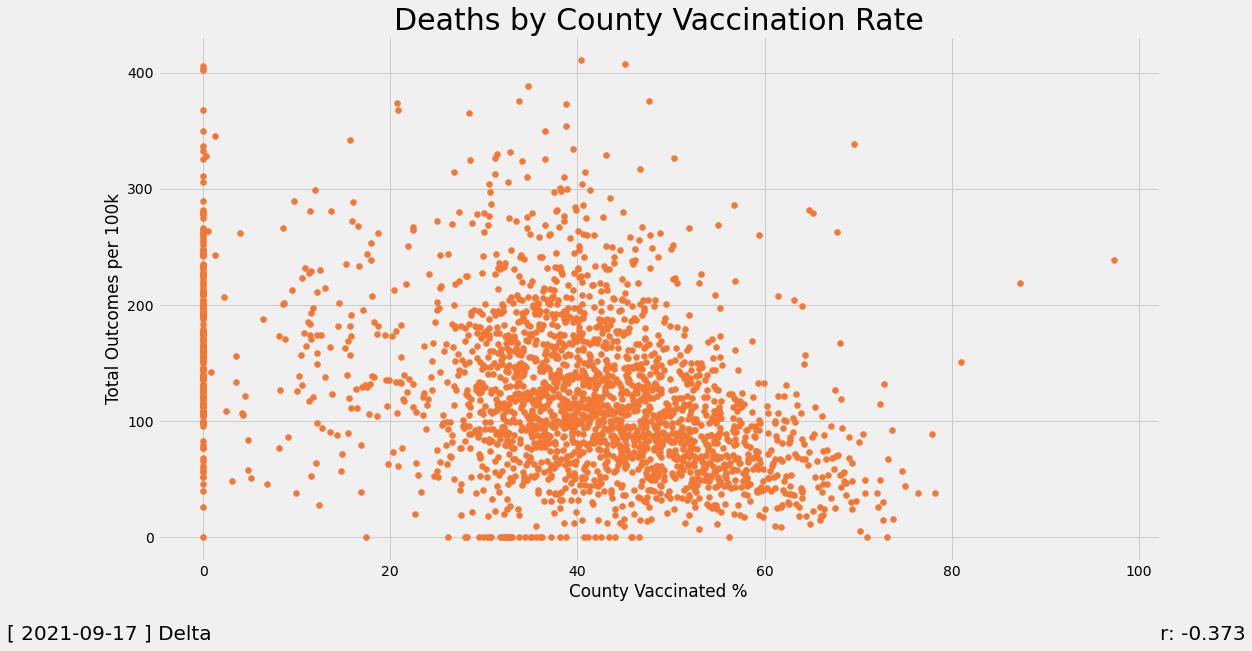 Deaths by County Vaccination Rate
Total Outcomes per 100k
400
300
200
100
0
0 20 40 60 80 100
County Vaccinated %
[ 2021-09-17 ] Delta
r: -0.373